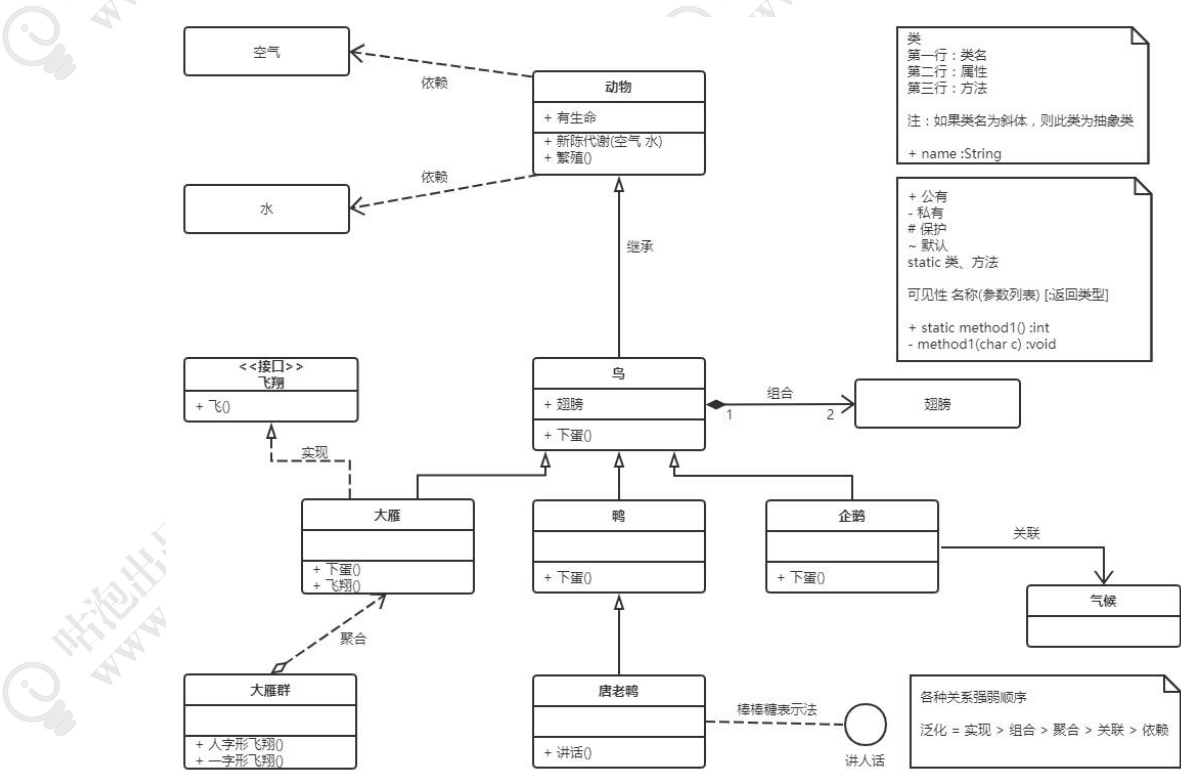 空气
依赖
动物
+ 有生命
+ 新陈代谢(空气 水)
+ 繁殖()
类
第一行：类名
第二行：属性
第三行：方法
注：如果类名为斜体，则此类为抽象类
+ name :String
水
依赖
继承
+ 公有
- 私有
# 保护
~ 默认
static 类、方法
可见性 名称(参数列表) [:返回类型]
+ static method1() :int
- method1(char c) :void
<<接口>>
飞翔
+ 飞()
鸟
+ 翅膀
+ 下蛋()
1
组合
2
翅膀
实现
大雁
+ 下蛋()
+ 飞翔()
鸭
+ 下蛋()
企鹅
+ 下蛋()
关联
气候
聚合
大雁群
+ 人字形飞翔()
+ 一字形飞翔()
唐老鸭
+ 讲话()
棒棒糖表示法
讲人话
各种关系强弱顺序
泛化 = 实现 > 组合 > 聚合 > 关联 > 依赖
咕泡出
www